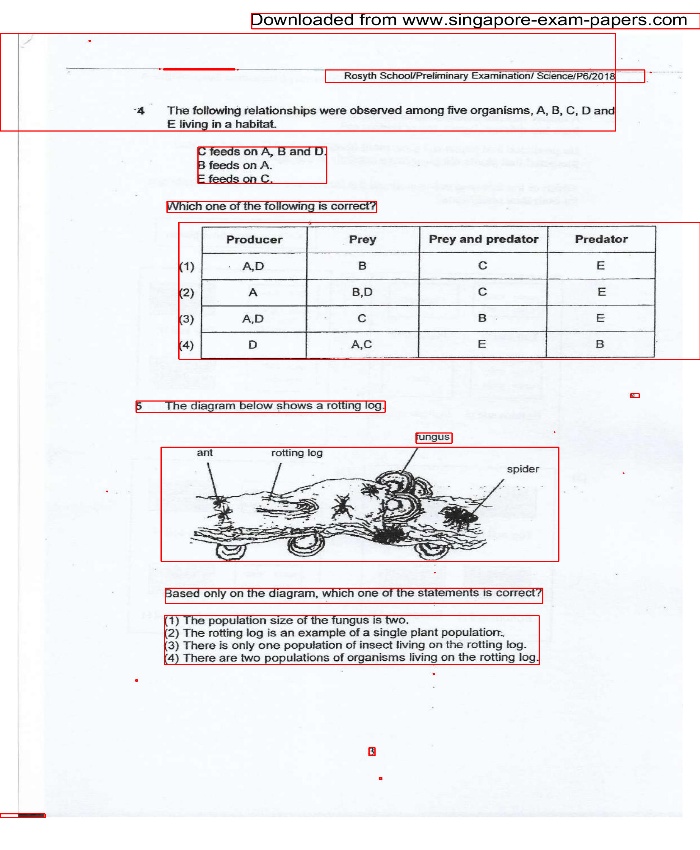 Downloaded from www.singapore-exam-papers.com
Rosyth School/Preliminary Examination/ Science/P6/2018
4 The following relationships were observed among five organisms, A, B, C, D and
E living in a habitat.
C feeds on A, B and D.
B feeds on A.
E feeds on C.
Which one of the following is correct?
Producer Prey Prey and predator Predator
(1) A,D B C E
(2) A B,D C E
(3) A,D C B E
(4) D A,C E B
5 The diagram below shows a rotting log.
fungus
ant rotting log
spider
Based only on the diagram, which one of the statements is correct?
(1) The population size of the fungus is two.
(2) The rotting log is an example of a single plant population.
(3) There is only one population of insect living on the rotting log.
(4) There are two populations of organisms living on the rotting log.
3